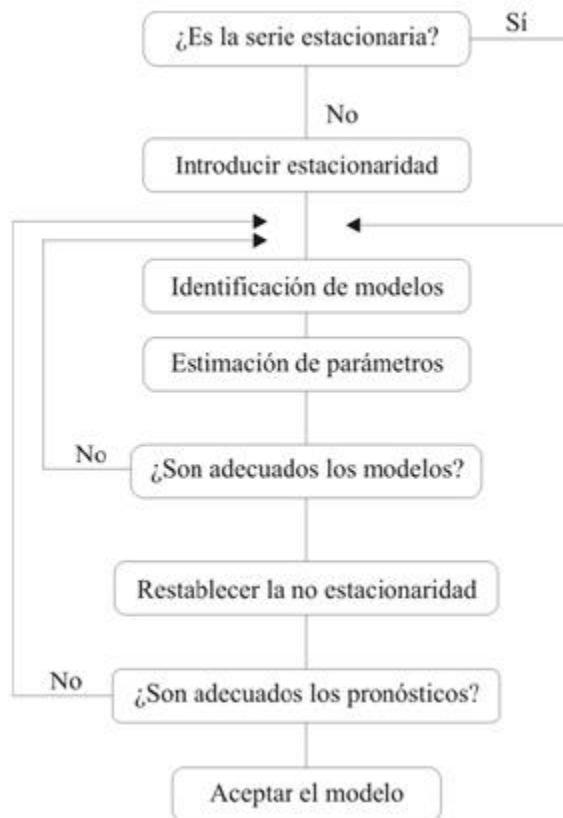 ¿Es la serie estacionaria?
Sí
No
Introducir estacionaridad
Identificación de modelos
Estimación de parámetros
No
¿Son adecuados los modelos?
Restablecer la no estacionaridad
No
¿Son adecuados los pronósticos?
Aceptar el modelo